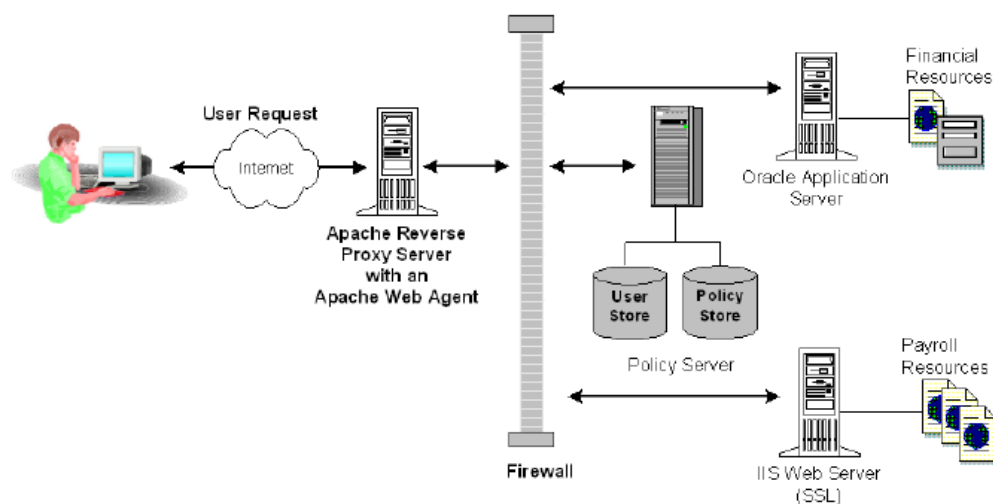 User Request
Internet
Apache Reverse
Proxy Server
with an
Apache Web Agent
Firewall
User
Store
Policy
Store
Policy Server
Financial
Resources
Oracle Application
Server
Payroll
Resources
IIS Web Server
(SSL)